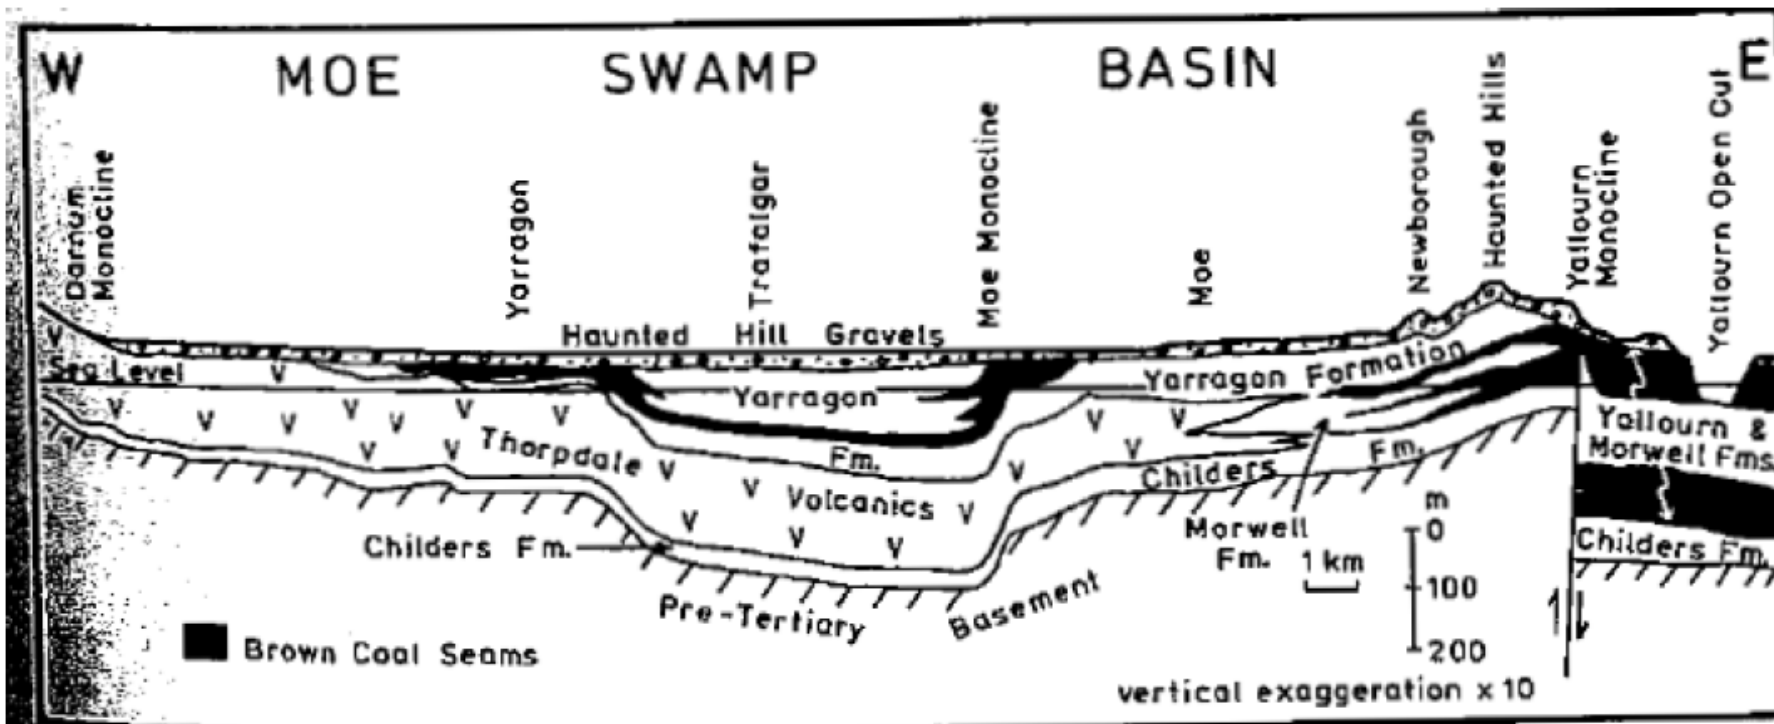 W MOE SWAMP BASIN E
Darnum
Monocline
Yarragon
Trafalgar
Moe Monocline
Moe
Newborough
Haunted Hills
Yallourn
Monocline
Yallourn Open Cut
Haunted Hill Gravels
Sea Level
Yarragon
Fm.
Yarragon Formation
Thorpdale
Volcanics
Childers Fm.
Yallourn &
Morwell Fms
Childers Fm.
Morwell
Fm.
Childers Fm.
Pre-Tertiary Basement
1 km
m
0
100
200
Brown Coal Seams
vertical exaggeration x 10
V V V V V V V V V V V V V V V V V V V V